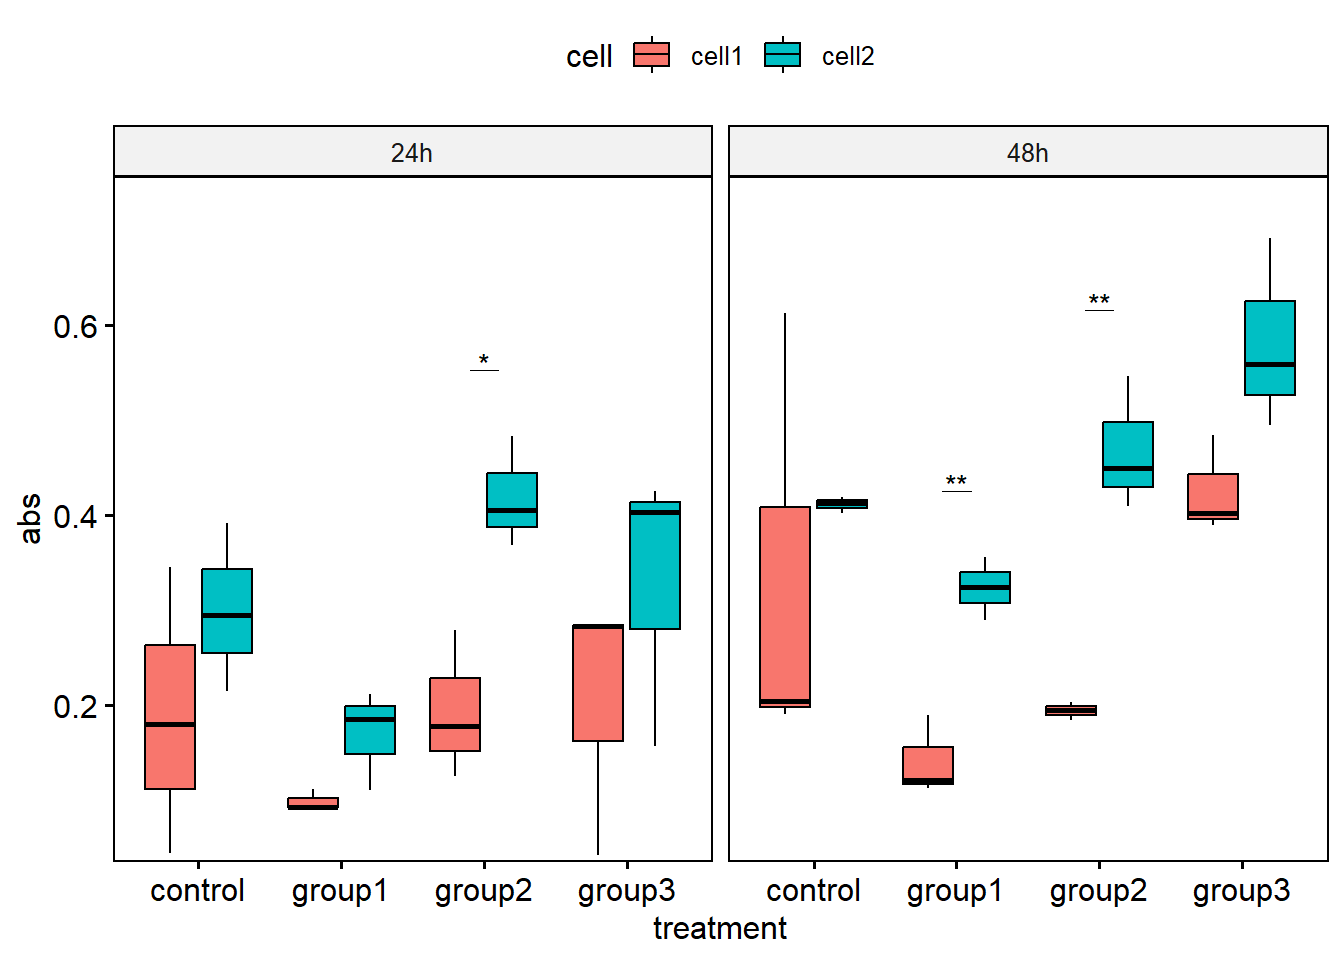 cell cell1 cell2
24h 48h
* ** **
0.6
0.4
0.2
abs
control group1 group2 group3 control group1 group2 group3
treatment